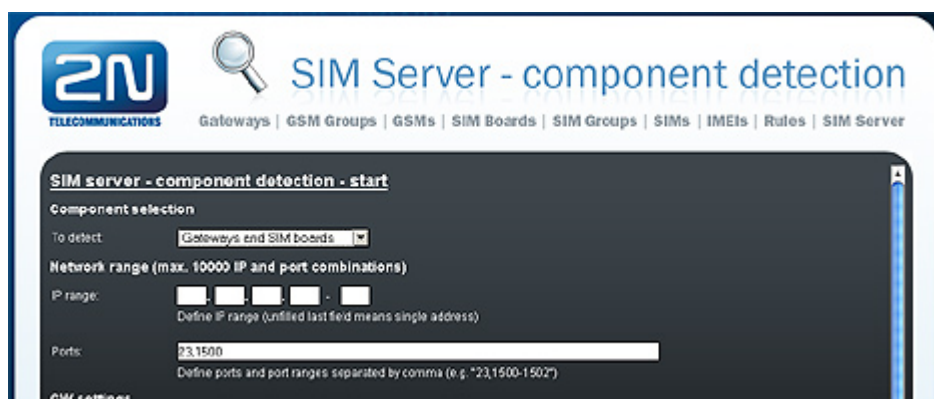 2N
TELECOMMUNICATIONS
SIM Server - component detection
Gateways | GSM Groups | GSMs | SIM Boards | SIM Groups | SIMs | IMEIs | Rules | SIM Server
SIM server - component detection - start
Component selection
To detect: Gateways and SIM boards
Network range (max. 10000 IP and port combinations)
IP range: . . . -
Define IP range (unfilled last field means single address)
Ports: 23,1500
Define ports and port ranges separated by comma (e.g. "23,1500-1502")
GW settings